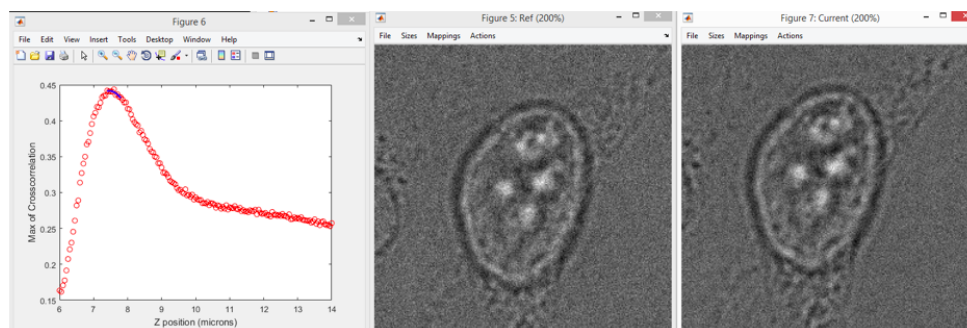 Figure 6
File Edit View Insert Tools Desktop Window Help
0.45
0.4
0.35
0.3
0.25
0.2
0.15
Max of Crosscorrelation
6 7 8 9 10 11 12 13 14
Z position (microns)
Figure 5: Ref (200%)
File Sizes Mappings Actions
Figure 7: Current (200%)
File Sizes Mappings Actions